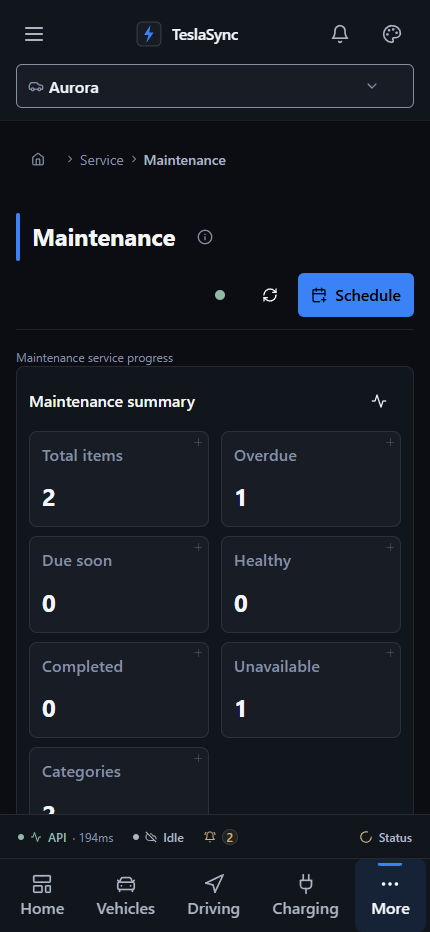 TeslaSync
Aurora
Service Maintenance
Maintenance
Schedule
Maintenance service progress
Maintenance summary
Total items
2
Overdue
1
Due soon
0
Healthy
0
Completed
0
Unavailable
1
Categories
API · 194ms Idle 2 Status
Home Vehicles Driving Charging More